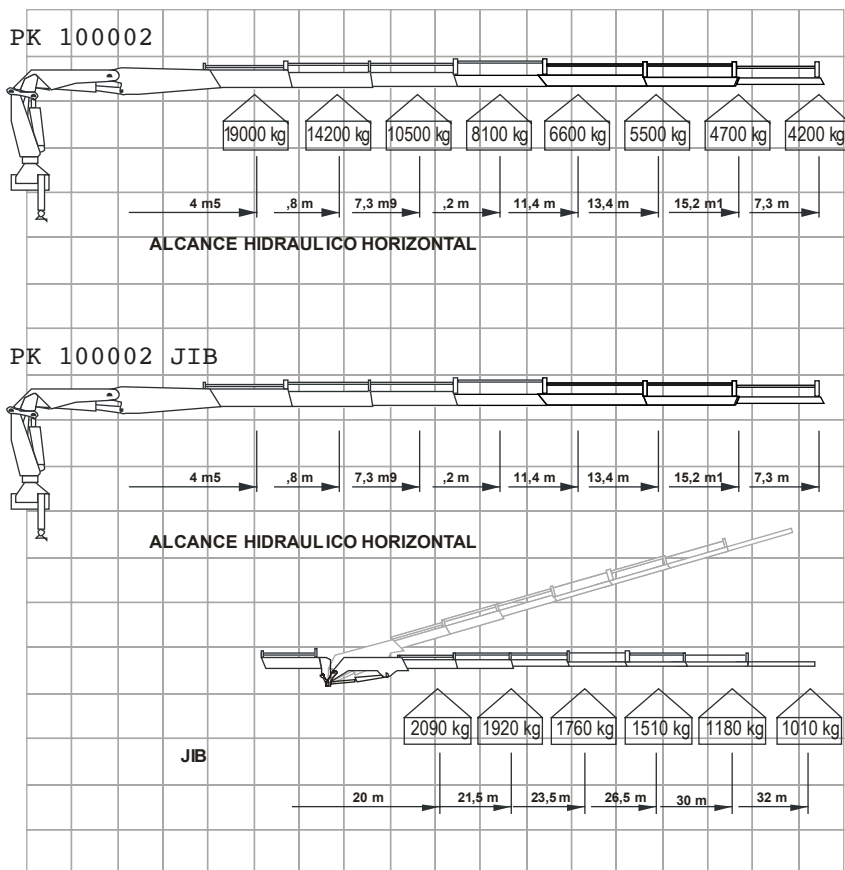 PK 100002
19000 kg 14200 kg 10500 kg 8100 kg 6600 kg 5500 kg 4700 kg 4200 kg
4 m5 ,8 m 7,3 m9 ,2 m 11,4 m 13,4 m 15,2 m1 7,3 m
ALCANCE HIDRAULICO HORIZONTAL
PK 100002 JIB
4 m5 ,8 m 7,3 m9 ,2 m 11,4 m 13,4 m 15,2 m1 7,3 m
ALCANCE HIDRAULICO HORIZONTAL
2090 kg 1920 kg 1760 kg 1510 kg 1180 kg 1010 kg
JIB
20 m 21,5 m 23,5 m 26,5 m 30 m 32 m